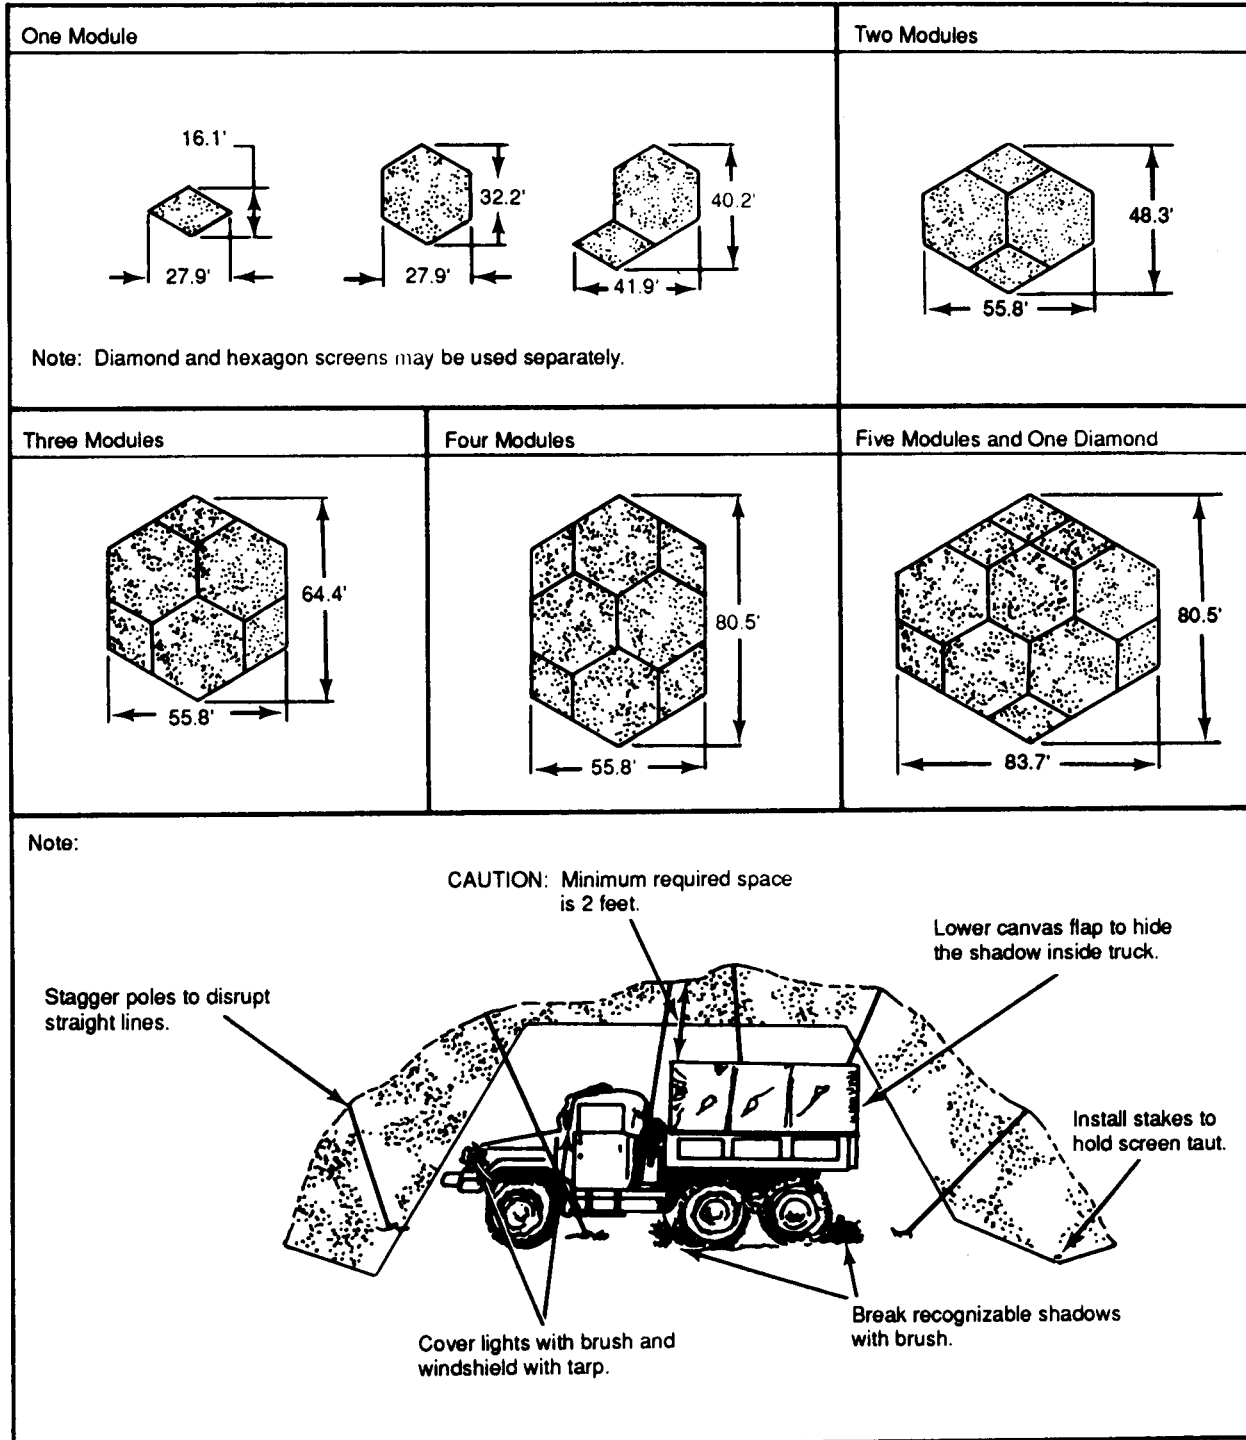 One Module
Two Modules
16.1'
27.9'
32.2'
27.9'
40.2'
41.9'
48.3'
55.8'
Note: Diamond and hexagon screens may be used separately.
Three Modules
Four Modules
Five Modules and One Diamond
64.4'
55.8'
80.5'
55.8'
80.5'
83.7'
Note:
CAUTION: Minimum required space
is 2 feet.
Lower canvas flap to hide
the shadow inside truck.
Stagger poles to disrupt
straight lines.
Install stakes to
hold screen taut.
Break recognizable shadows
with brush.
Cover lights with brush and
windshield with tarp.